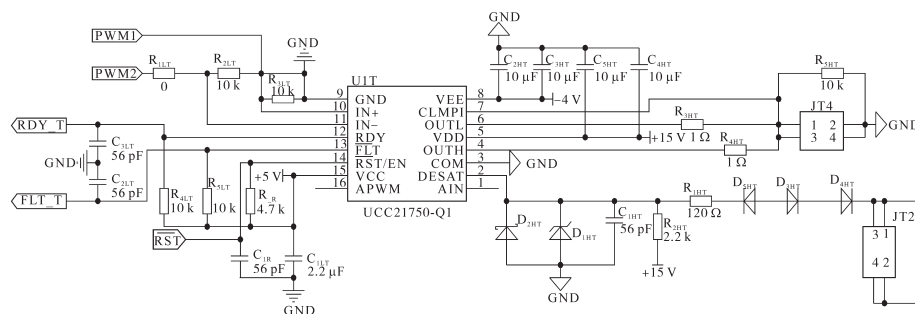 PWM1
PWM2
R1LT
0
R2LT
10 k
R3LT
10k
GND
U1T
9 GND
10 IN+
11 IN−
12 RDY
13 FLT
14 RST/EN
15 VCC
16 APWM
VEE 8
CLMPI 7
OUTL 6
VDD 5
OUTH 4
COM 3
DESAT 2
AIN 1
UCC21750-Q1
RDY_T
C3LT
56 pF
GND
C2LT
56 pF
FLT_T
R4LT
10 k
R5LT
10 k
R_R
4.7 k
+5 V
RST
C1R
56 pF
C1LT
2.2 μF
GND
GND
C2HT
10 μF
C3HT
10 μF
C5HT
10 μF
C4HT
10 μF
−4 V
R3HT
+15 V 1 Ω
R4HT
1 Ω
R5HT
10 k
JT4
1 2
3 4
GND
GND
D2HT
D1HT
C1HT
56 pF
R2HT
2.2 k
+15 V
GND
R1HT
120 Ω
D5HT
D3HT
D4HT
JT2
3 1
4 2